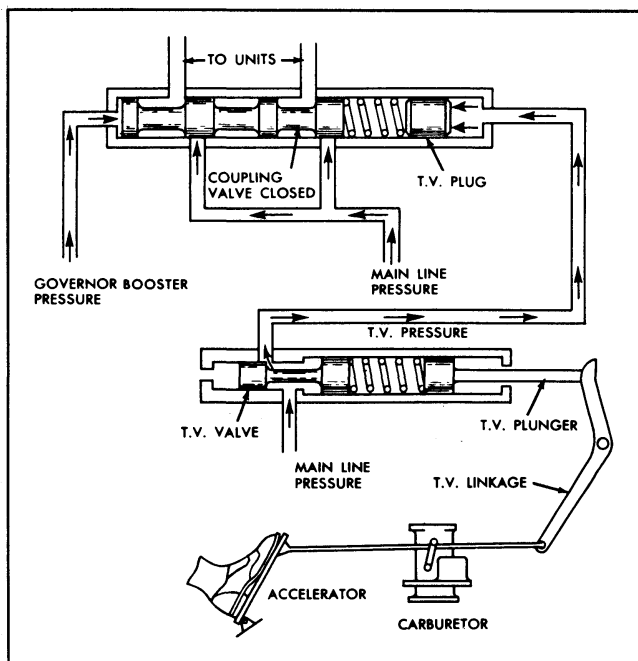 TO UNITS
COUPLING
VALVE CLOSED
T.V. PLUG
GOVERNOR BOOSTER
PRESSURE
MAIN LINE
PRESSURE
T.V. PRESSURE
T.V. VALVE
MAIN LINE
PRESSURE
T.V. PLUNGER
T.V. LINKAGE
ACCELERATOR
CARBURETOR